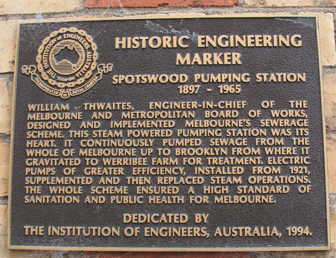 HISTORIC ENGINEERING
MARKER
SPOTSWOOD PUMPING STATION
1897 - 1965
WILLIAM THWAITES, ENGINEER-IN-CHIEF OF THE
MELBOURNE AND METROPOLITAN BOARD OF WORKS,
DESIGNED AND IMPLEMENTED MELBOURNE'S SEWERAGE
SCHEME. THIS STEAM POWERED PUMPING STATION WAS ITS
HEART. IT CONTINUOUSLY PUMPED SEWAGE FROM THE
WHOLE OF MELBOURNE UP TO BROOKLYN FROM WHERE IT
GRAVITATED TO WERRIBEE FARM FOR TREATMENT. ELECTRIC
PUMPS OF GREATER EFFICIENCY, INSTALLED FROM 1921,
SUPPLEMENTED AND THEN REPLACED STEAM OPERATIONS.
THE WHOLE SCHEME ENSURED A HIGH STANDARD OF
SANITATION AND PUBLIC HEALTH FOR MELBOURNE.
DEDICATED BY
THE INSTITUTION OF ENGINEERS, AUSTRALIA, 1994.